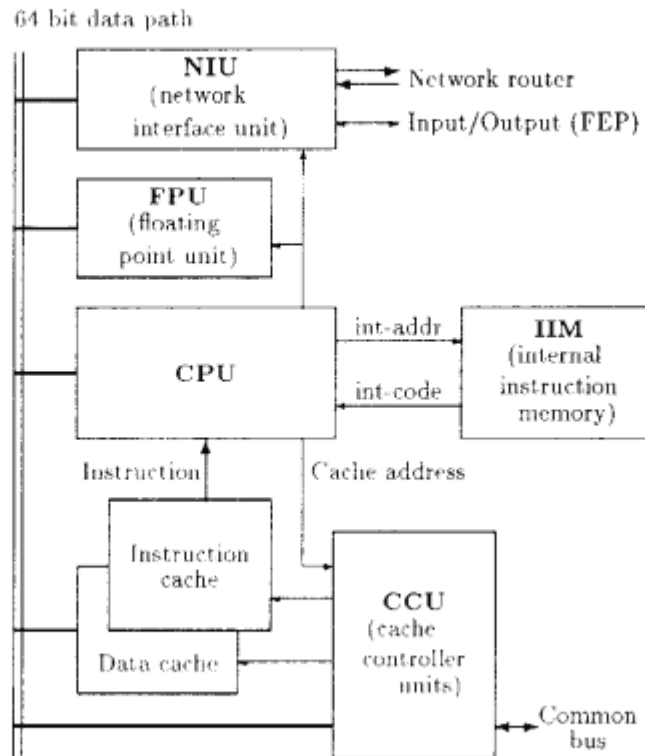 64 bit data path
NIU
(network
interface unit)
Network router
Input/Output (FEP)
FPU
(floating
point unit)
CPU
int-addr
int-code
IIM
(internal
instruction
memory)
Instruction
Cache address
Instruction
cache
Data cache
CCU
(cache
controller
units)
Common
bus